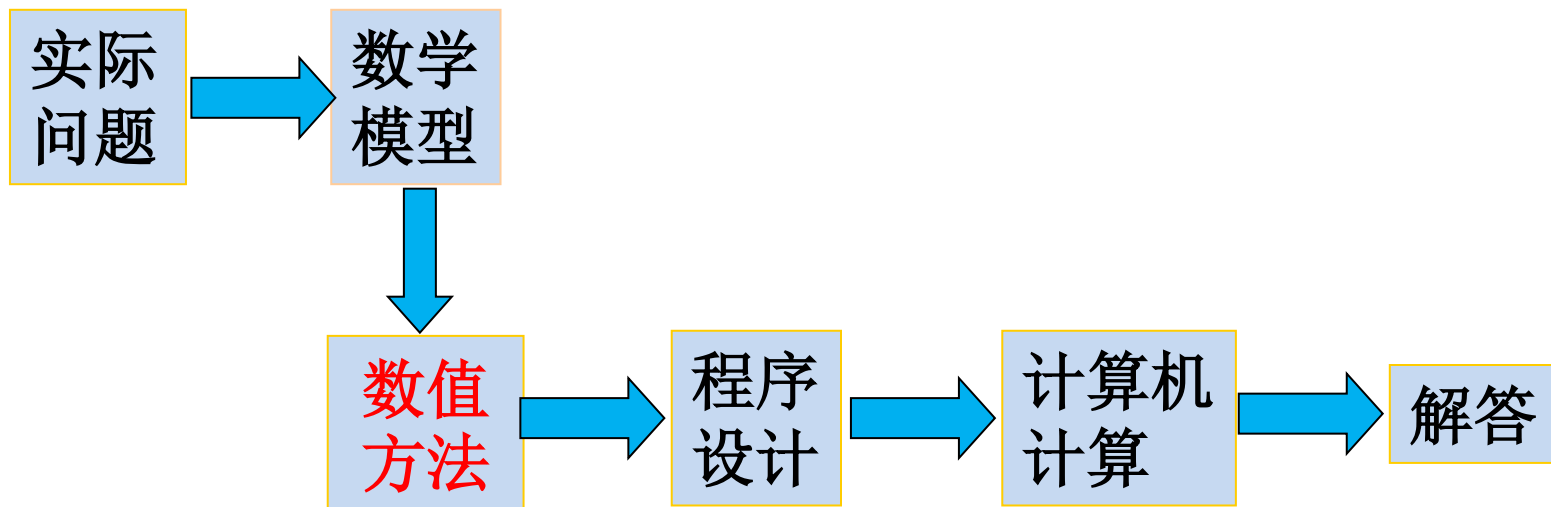 实际
问题
数学
模型
数值
方法
程序
设计
计算机
计算
解答